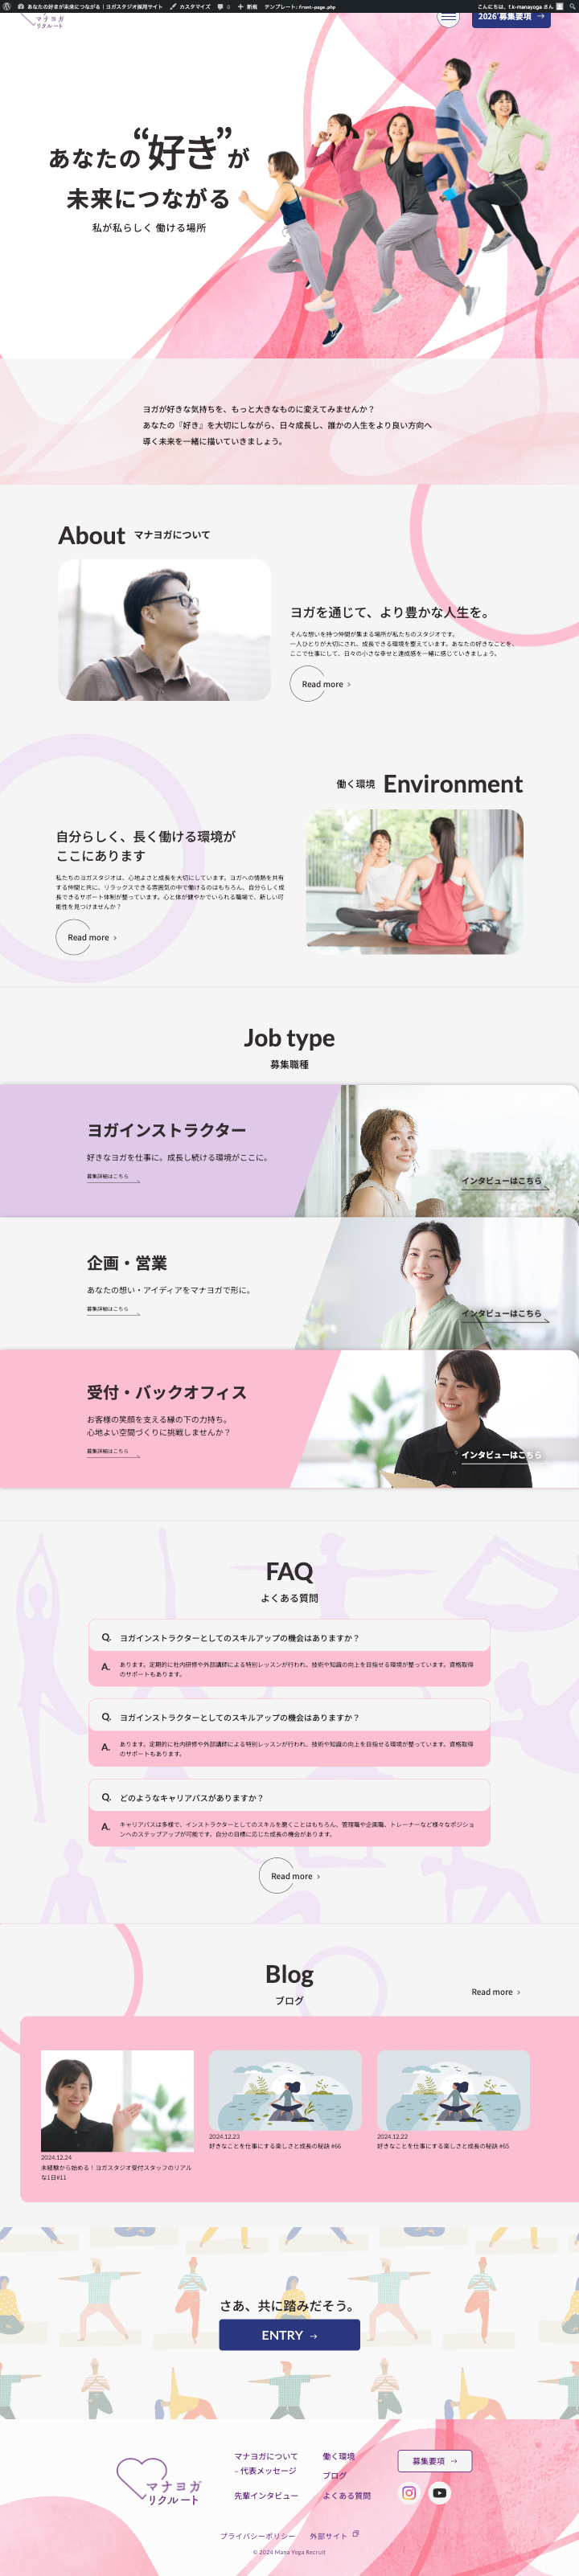 あなたの好きが未来につながる｜ヨガスタジオ採用サイト カスタマイズ 0 新規 テンプレート: front-page.php こんにちは、f.k-manayoga さん
マナヨガ
リクルート
2026 募集要項 →
あなたの“好き”が
未来につながる
私が私らしく 働ける場所
ヨガが好きな気持ちを、もっと大きなものに変えてみませんか？
あなたの『好き』を大切にしながら、日々成長し、誰かの人生をより良い方向へ
導く未来を一緒に描いていきましょう。
About マナヨガについて
ヨガを通じて、より豊かな人生を。
そんな想いを持つ仲間が集まる場所が私たちのスタジオです。
一人ひとりが大切にされ、成長できる環境を整えています。あなたの好きなことを、
ここで仕事にして、日々の小さな幸せと達成感を一緒に感じていきましょう。
Read more
働く環境 Environment
自分らしく、長く働ける環境が
ここにあります
私たちのヨガスタジオは、心地よさと成長を大切にしています。ヨガへの情熱を共有
する仲間と共に、リラックスできる雰囲気の中で働けるのはもちろん、自分らしく成
長できるサポート体制が整っています。心と体が健やかでいられる職場で、新しい可
能性を見つけませんか？
Read more
Job type
募集職種
ヨガインストラクター
好きなヨガを仕事に。成長し続ける環境がここに。
募集詳細はこちら
インタビューはこちら
企画・営業
あなたの想い・アイディアをマナヨガで形に。
募集詳細はこちら
インタビューはこちら
受付・バックオフィス
お客様の笑顔を支える縁の下の力持ち。
心地よい空間づくりに挑戦しませんか？
募集詳細はこちら
インタビューはこちら
FAQ
よくある質問
Q. ヨガインストラクターとしてのスキルアップの機会はありますか？
A. あります。定期的に社内研修や外部講師による特別レッスンが行われ、技術や知識の向上を目指せる環境が整っています。資格取得
のサポートもあります。
Q. ヨガインストラクターとしてのスキルアップの機会はありますか？
A. あります。定期的に社内研修や外部講師による特別レッスンが行われ、技術や知識の向上を目指せる環境が整っています。資格取得
のサポートもあります。
Q. どのようなキャリアパスがありますか？
A. キャリアパスは多様で、インストラクターとしてのスキルを磨くことはもちろん、管理職や企画職、トレーナーなど様々なポジショ
ンへのステップアップが可能です。自分の目標に応じた成長の機会があります。
Read more
Blog
ブログ
Read more
2024.12.24
未経験から始める！ヨガスタジオ受付スタッフのリアル
な1日#11
2024.12.23
好きなことを仕事にする楽しさと成長の秘訣 #66
2024.12.22
好きなことを仕事にする楽しさと成長の秘訣 #65
さあ、共に踏みだそう。
ENTRY →
マナヨガ
リクルート
マナヨガについて
– 代表メッセージ
先輩インタビュー
働く環境
ブログ
よくある質問
募集要項 →
プライバシーポリシー 外部サイト
© 2024 Mana Yoga Recruit